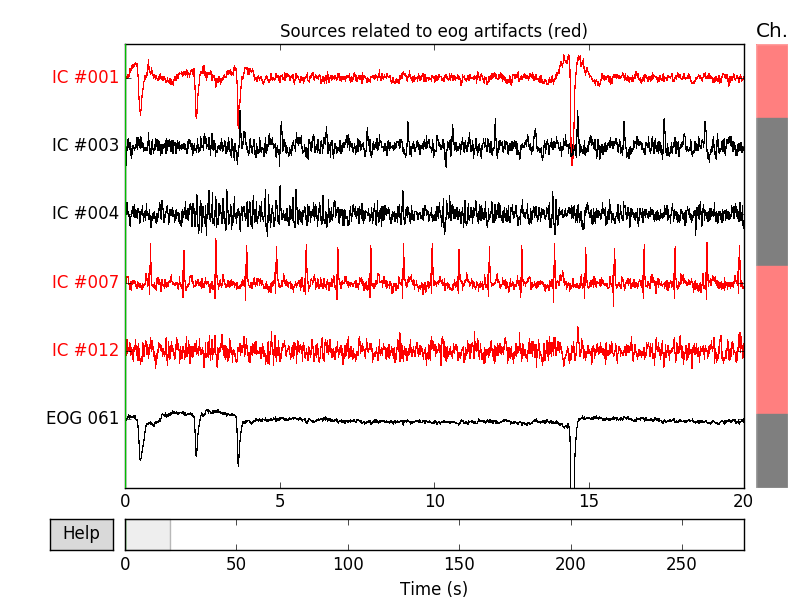 Sources related to eog artifacts (red)
Ch.
IC #001
IC #003
IC #004
IC #007
IC #012
EOG 061
0 5 10 15 20
Help
0 50 100 150 200 250
Time (s)